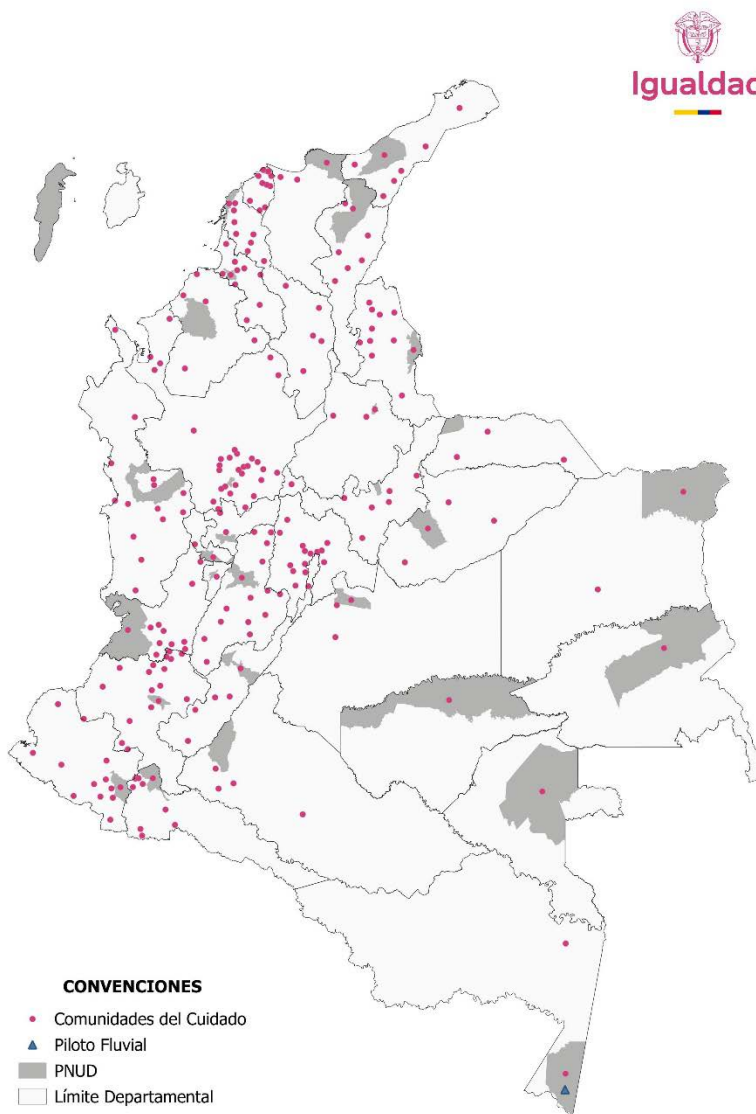 Igualdad
CONVENCIONES
Comunidades del Cuidado
Piloto Fluvial
PNUD
Límite Departamental